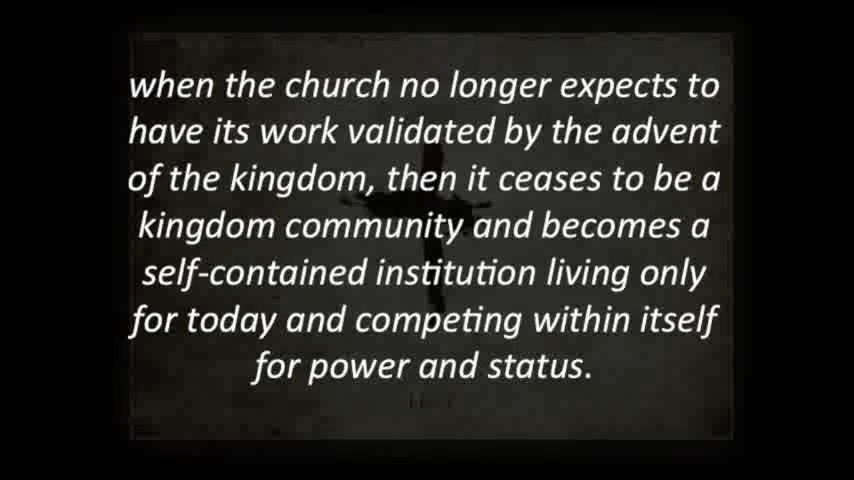 when the church no longer expects to
have its work validated by the advent
of the kingdom, then it ceases to be a
kingdom community and becomes a
self-contained institution living only
for today and competing within itself
for power and status.